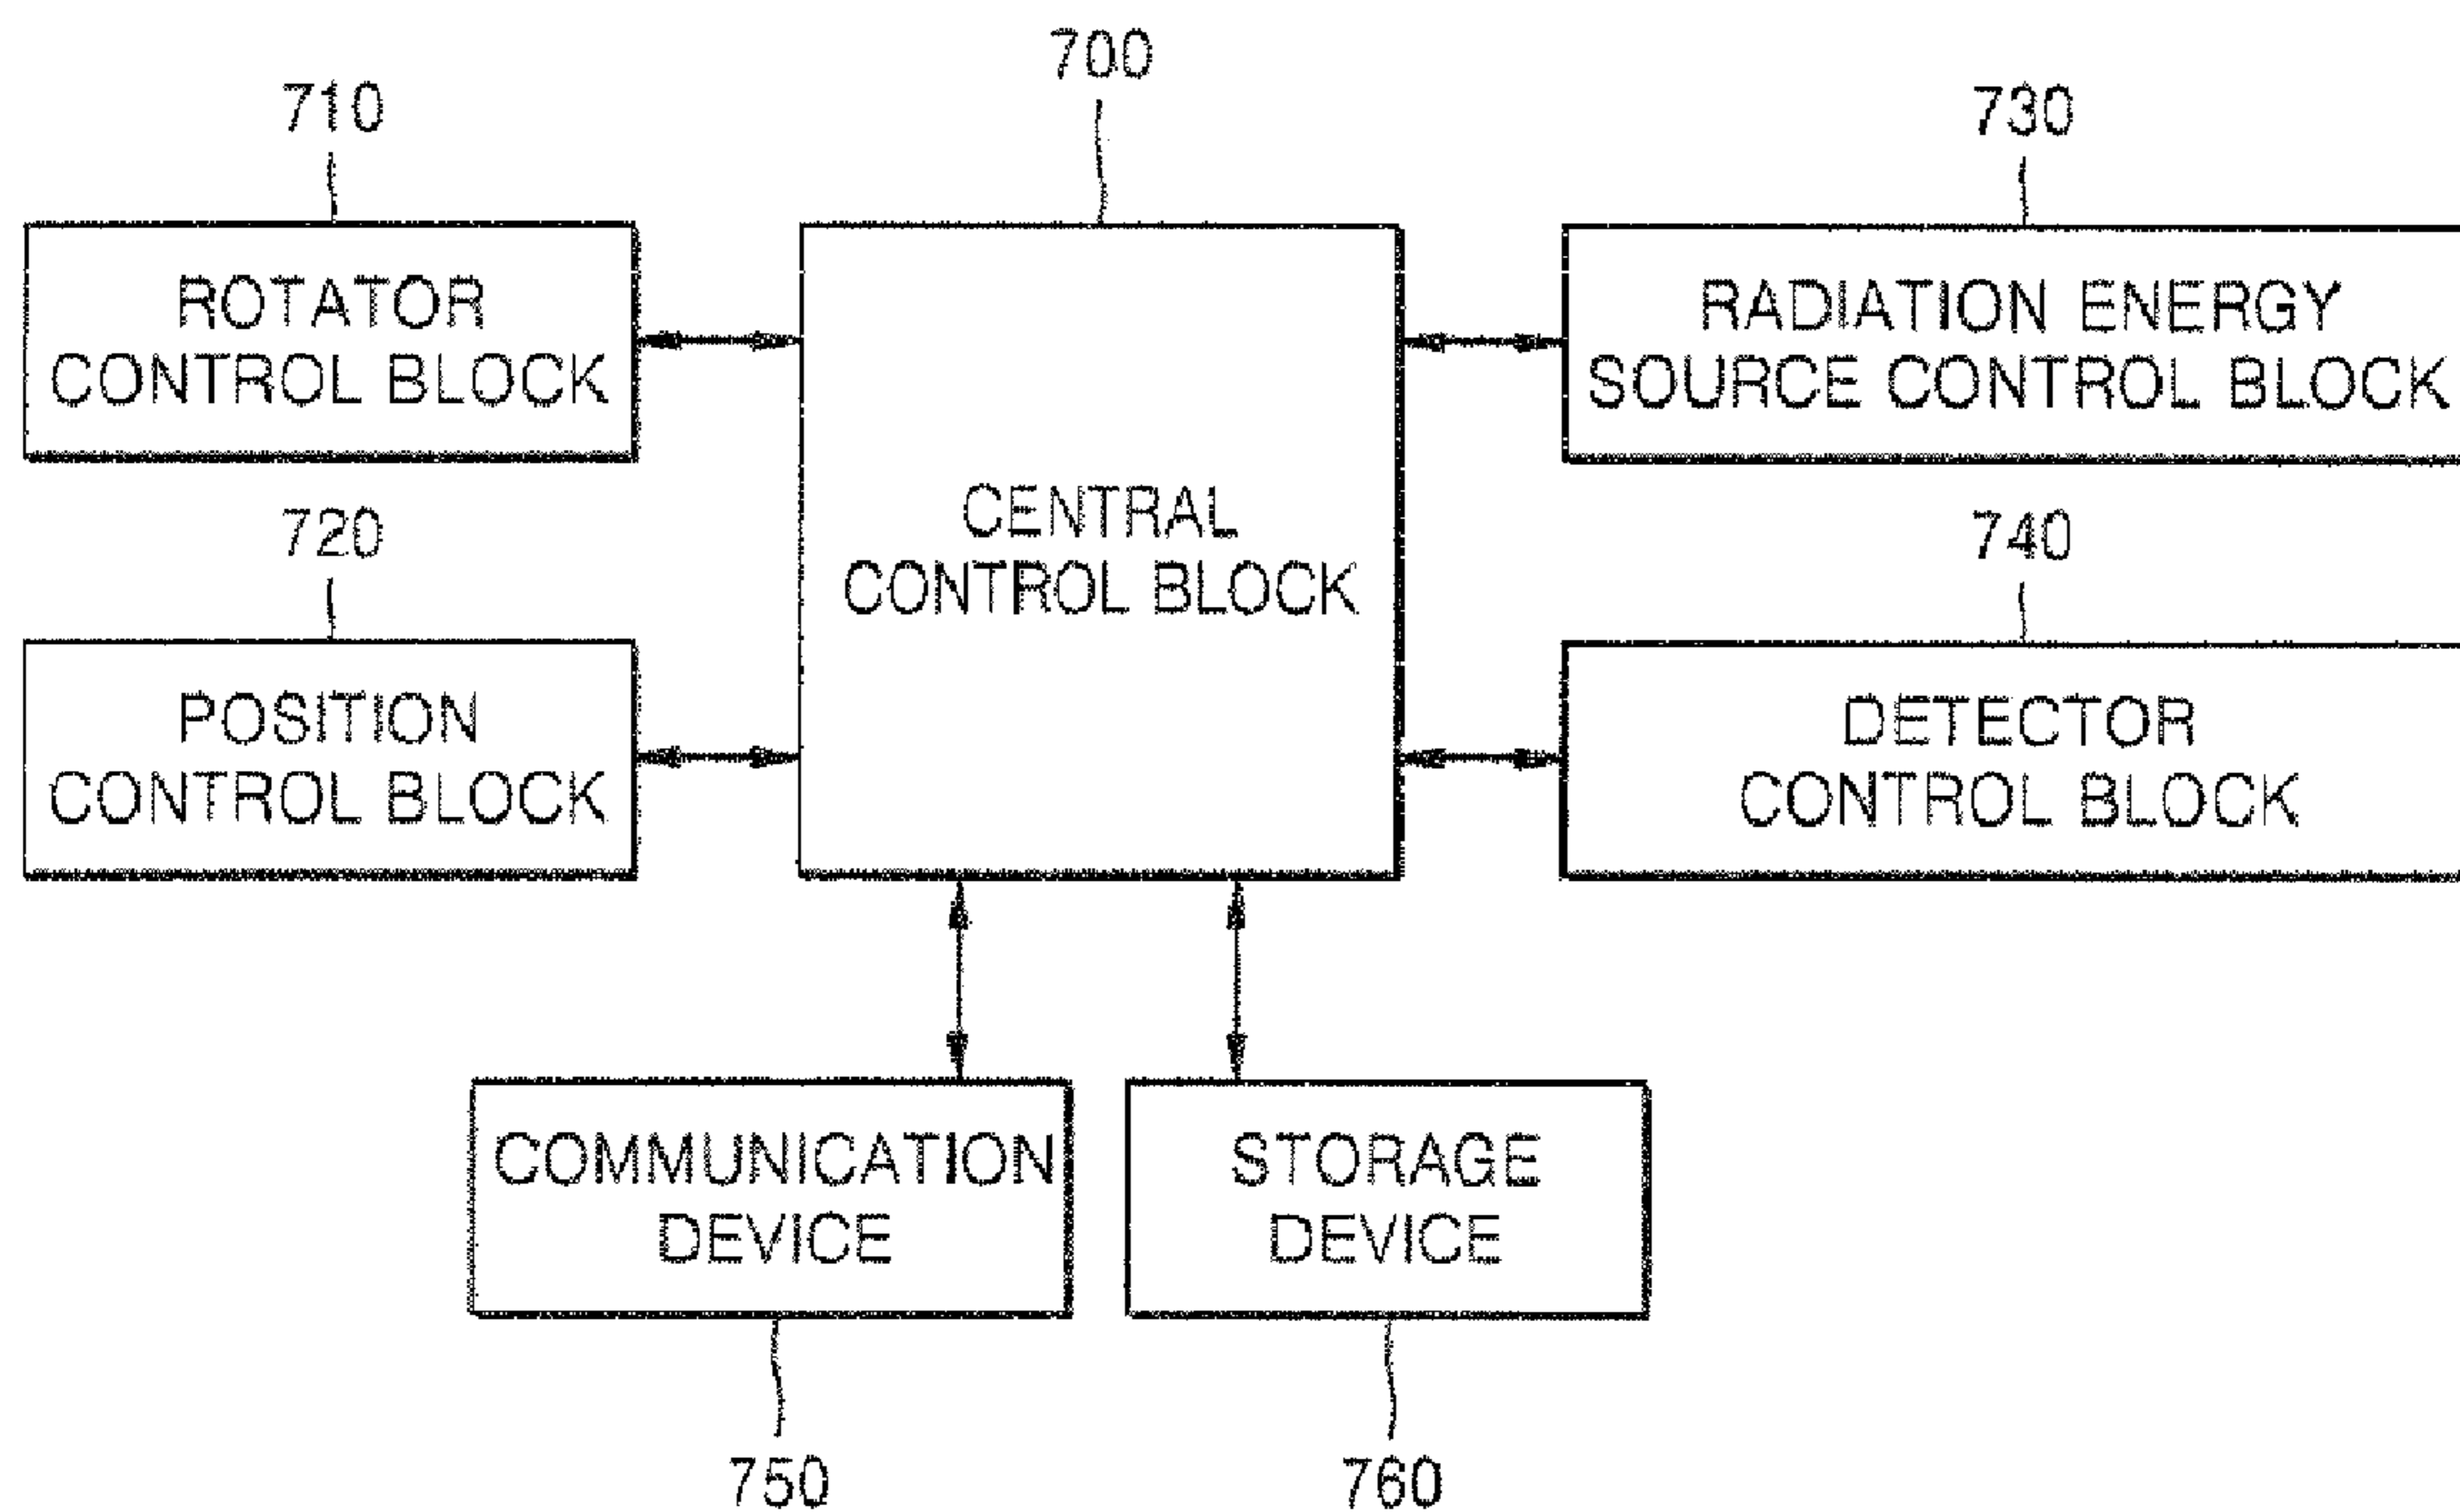 700
710
730
ROTATOR
CONTROL BLOCK
RADIATION ENERGY
SOURCE CONTROL BLOCK
CENTRAL
CONTROL BLOCK
720
740
POSITION
CONTROL BLOCK
DETECTOR
CONTROL BLOCK
COMMUNICATION
DEVICE
STORAGE
DEVICE
750
760